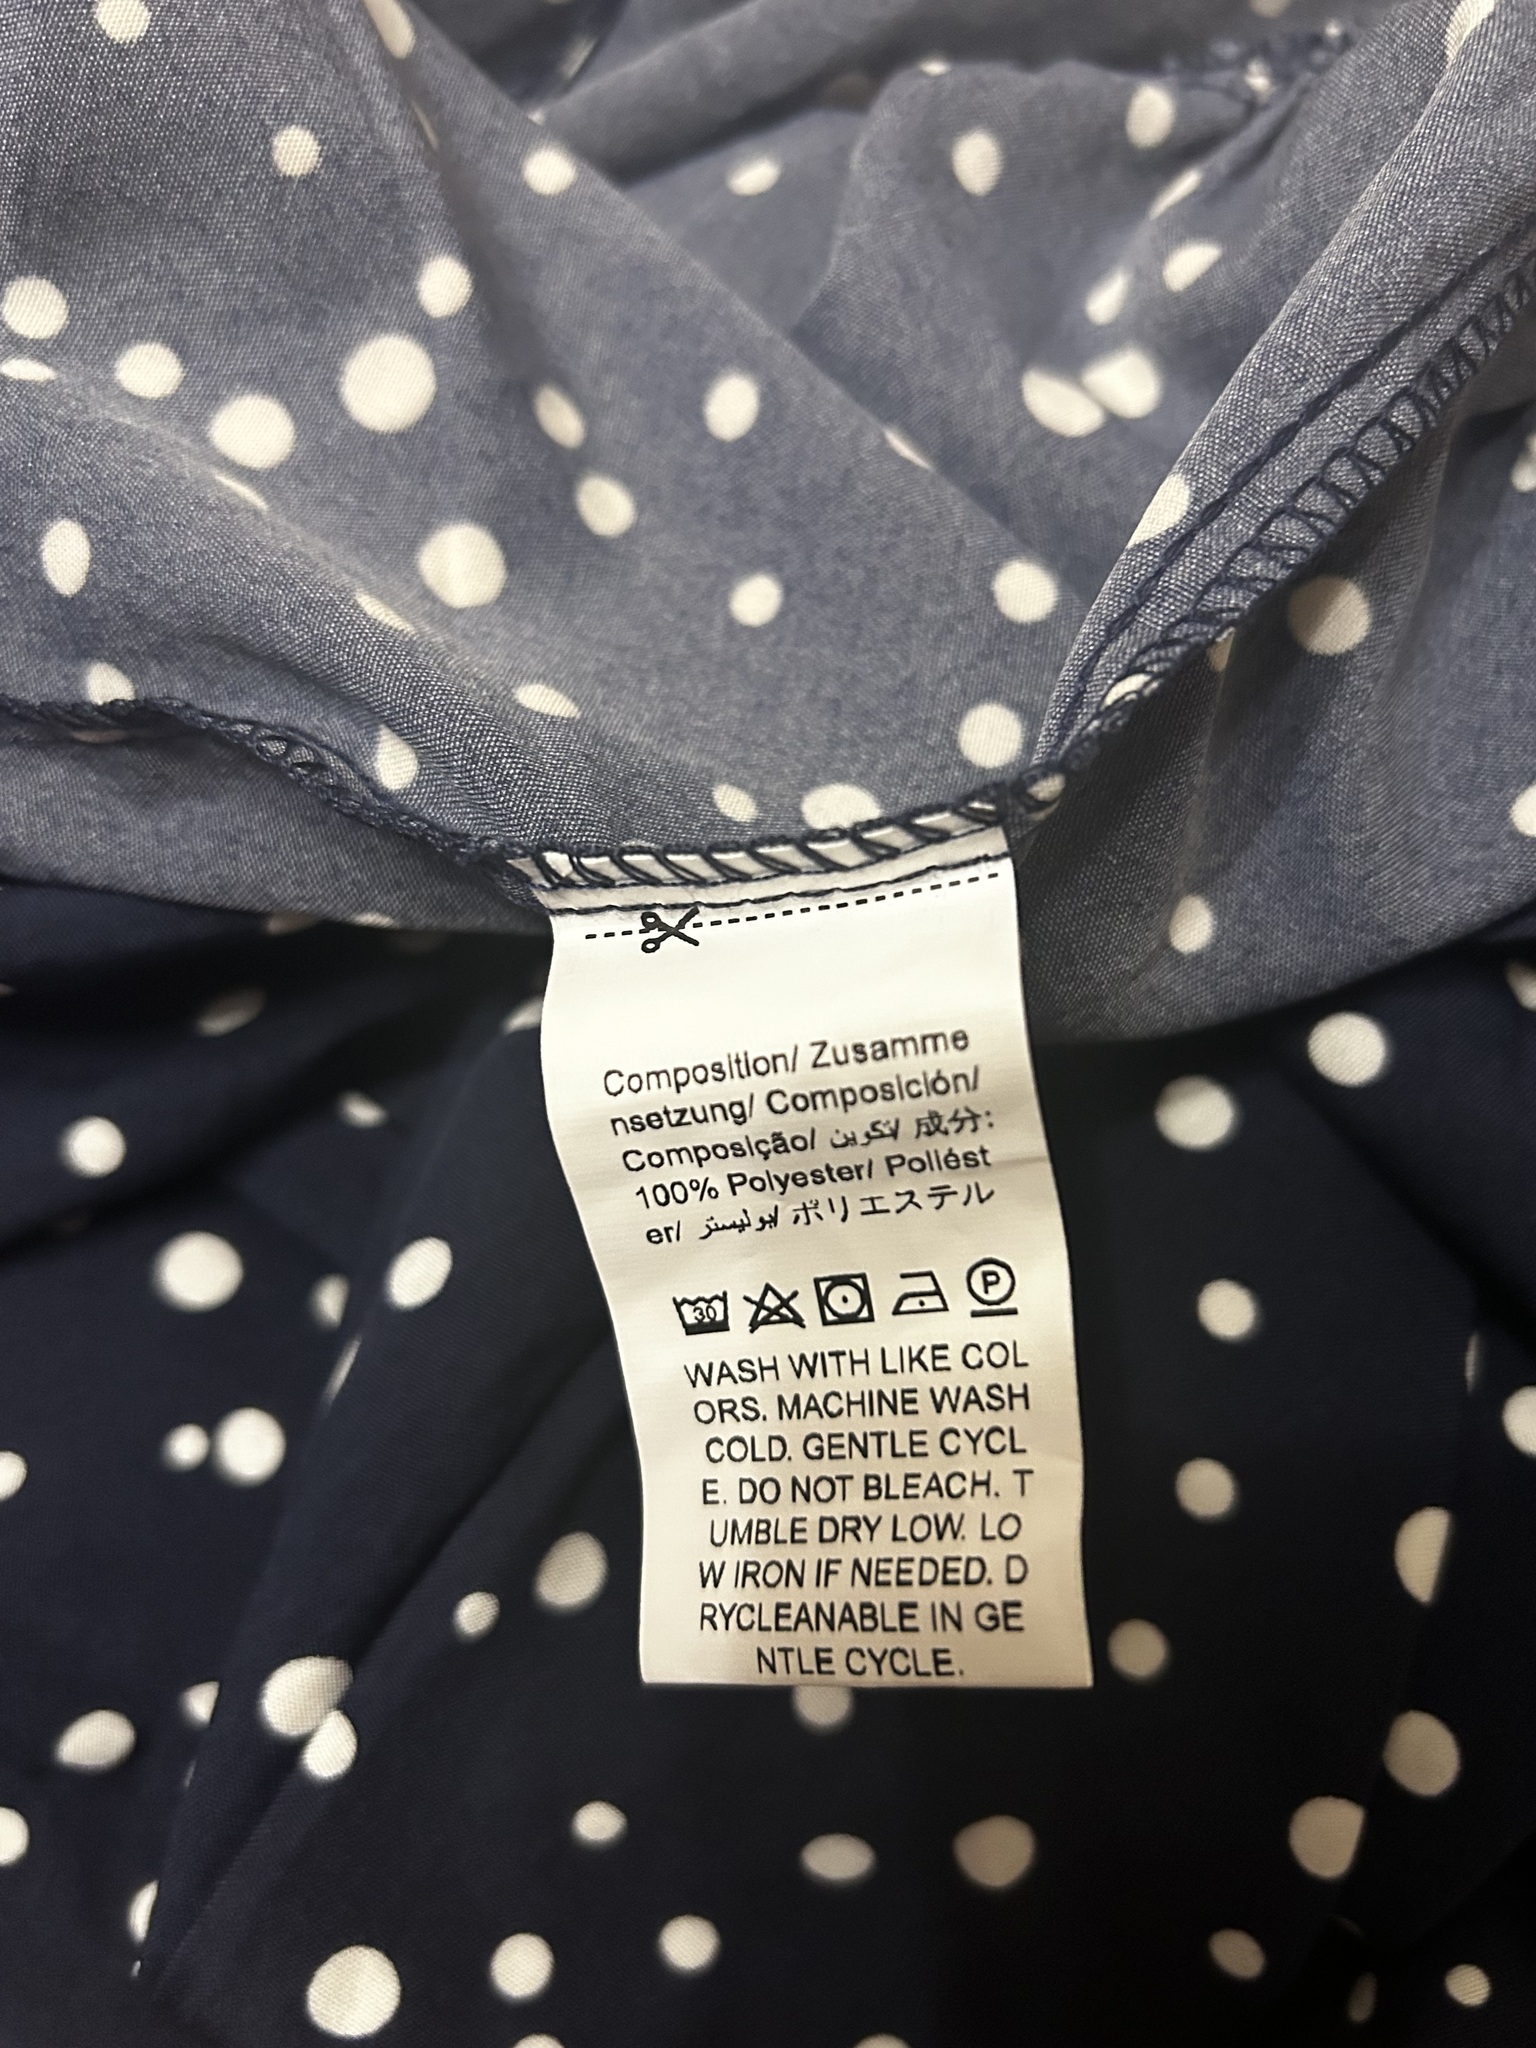 Composition/ Zusamme
nsetzung/ Composición/
Composição/ تكوين/ 成分:
100% Polyester/ Poliést
er/ بوليستر/ ポリエステル
30
P
WASH WITH LIKE COL
ORS. MACHINE WASH
COLD. GENTLE CYCL
E. DO NOT BLEACH. T
UMBLE DRY LOW. LO
W IRON IF NEEDED. D
RYCLEANABLE IN GE
NTLE CYCLE.